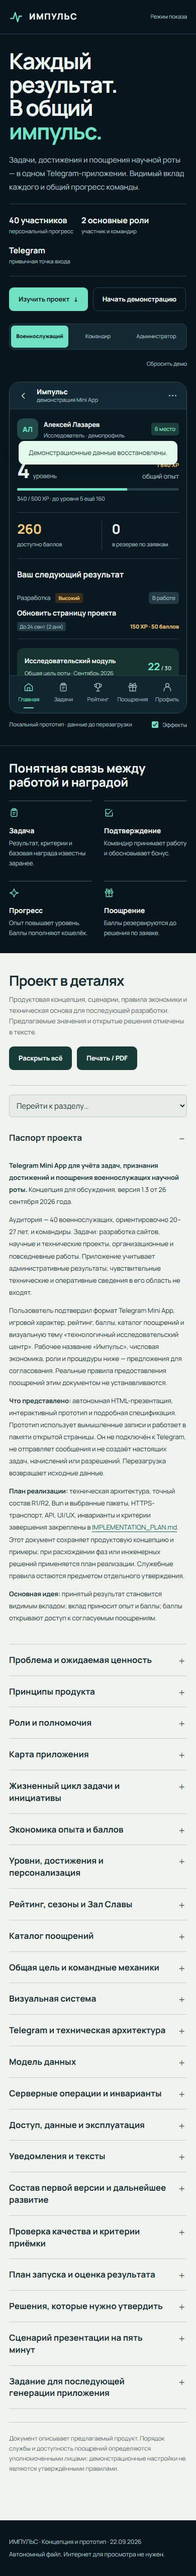 ИМПУЛЬС
Режим показа
Каждый
результат.
В общий
импульс.
Задачи, достижения и поощрения научной роты
— в одном Telegram-приложении. Видимый вклад
каждого и общий прогресс команды.
40 участников
персональный прогресс
2 основные роли
участник и командир
Telegram
привычная точка входа
Изучить проект ↓
Начать демонстрацию
Военнослужащий
Командир
Администратор
Сбросить демо
Импульс
демонстрация Mini App
АЛ
Алексей Лазарев
Исследователь · демопрофиль
6 место
Демонстрационные данные восстановлены.
4 уровень
1 840 XP
общий опыт
340 / 500 XP · до уровня 5 ещё 160
260
доступно баллов
0
в резерве по заявкам
Ваш следующий результат
Разработка
Высокий
В работе
Обновить страницу проекта
До 24 сент (2 дня)
150 XP · 50 баллов
Исследовательский модуль
22 / 30
Общая цель роты · Сентябрь 2026
Главная
Задачи
Рейтинг
Поощрения
Профиль
Локальный прототип · данные до перезагрузки
Эффекты
Понятная связь между
работой и наградой
Задача
Результат, критерии и
базовая награда известны
заранее.
Подтверждение
Командир принимает работу
и обосновывает бонус.
Прогресс
Опыт повышает уровень.
Баллы пополняют кошелёк.
Поощрение
Баллы резервируются до
решения по заявке.
Проект в деталях
Продуктовая концепция, сценарии, правила экономики и
техническая основа для следующей разработки.
Предлагаемые значения и открытые решения отмечены
в тексте.
Раскрыть всё
Печать / PDF
Перейти к разделу…
Паспорт проекта
Telegram Mini App для учёта задач, признания
достижений и поощрения военнослужащих научной
роты. Концепция для обсуждения, версия 1.3 от 26
сентября 2026 года.
Аудитория — 40 военнослужащих, ориентировочно 20–
27 лет, и командиры. Задачи: разработка сайтов,
научные и технические проекты, организационные и
повседневные работы. Приложение учитывает
административные результаты; чувствительные
технические и оперативные сведения в его область не
входят.
Пользователь подтвердил формат Telegram Mini App,
игровой характер, рейтинг, баллы, каталог поощрений и
визуальную тему «технологичный исследовательский
центр». Рабочее название «Импульс», числовая
экономика, роли и процедуры ниже — предложения для
согласования. Реальные правила предоставления
поощрений этим документом не устанавливаются.
Что представлено: автономная HTML-презентация,
интерактивный прототип и подробная спецификация.
Прототип использует вымышленные записи и работает в
памяти открытой страницы. Он не подключён к Telegram,
не отправляет сообщения и не создаёт настоящих
задач, начислений или разрешений. Перезагрузка
возвращает исходные данные.
План реализации: техническая архитектура, точный
состав R1/R2, Bun и выбранные пакеты, HTTPS-
транспорт, API, UI/UX, инварианты и критерии
завершения закреплены в IMPLEMENTATION_PLAN.md.
Этот документ сохраняет продуктовую концепцию и
примеры; при расхождении фаз или инженерных
решений применяется план реализации. Служебные
правила остаются предметом отдельного утверждения.
Основная идея: принятый результат становится
видимым вкладом; вклад приносит опыт и баллы; баллы
открывают доступ к согласуемым поощрениям.
Проблема и ожидаемая ценность
Принципы продукта
Роли и полномочия
Карта приложения
Жизненный цикл задачи и
инициативы
Экономика опыта и баллов
Уровни, достижения и
персонализация
Рейтинг, сезоны и Зал Славы
Каталог поощрений
Общая цель и командные механики
Визуальная система
Telegram и техническая архитектура
Модель данных
Серверные операции и инварианты
Доступ, данные и эксплуатация
Уведомления и тексты
Состав первой версии и дальнейшее
развитие
Проверка качества и критерии
приёмки
План запуска и оценка результата
Решения, которые нужно утвердить
Сценарий презентации на пять
минут
Задание для последующей
генерации приложения
Документ описывает предлагаемый продукт. Порядок
службы и доступность поощрений определяются
уполномоченными лицами; демонстрационные настройки не
являются утверждёнными правилами.
ИМПУЛЬС · Концепция и прототип · 22.09.2026
Автономный файл. Интернет для просмотра не нужен.